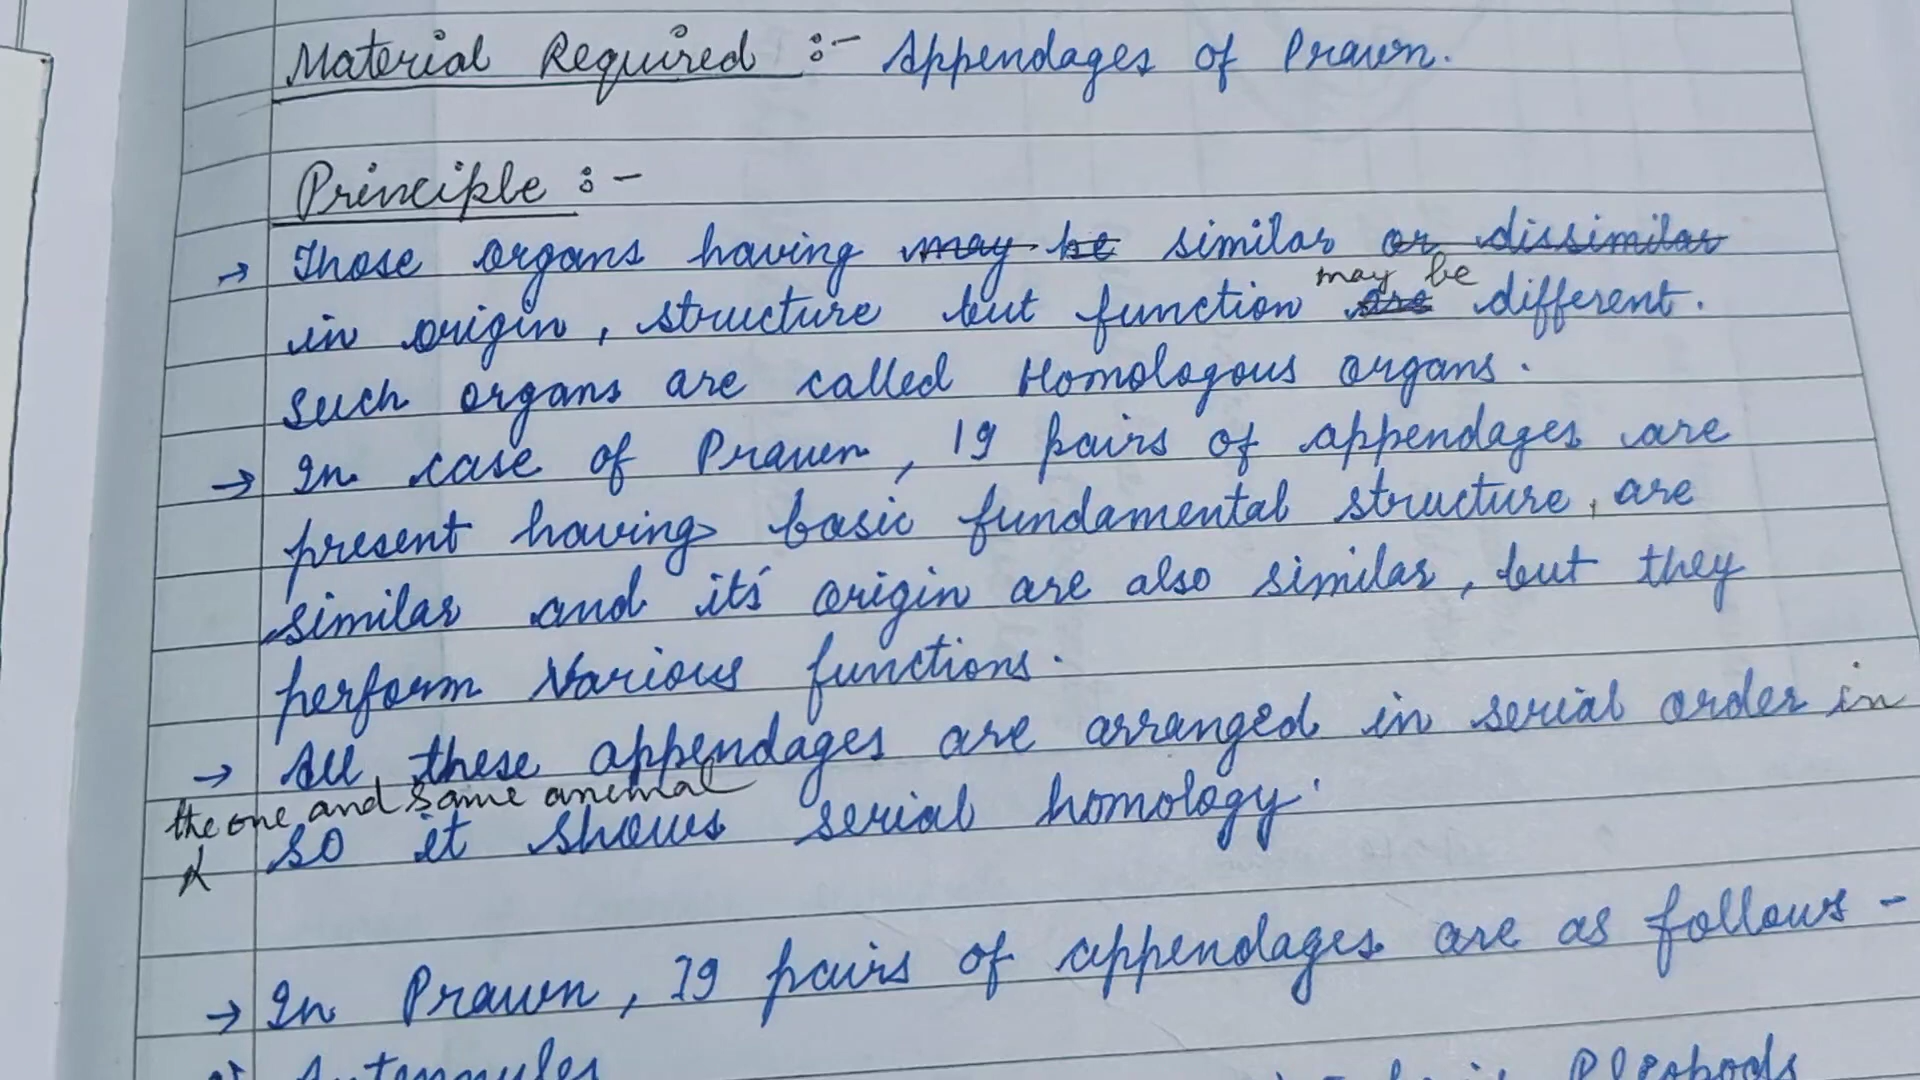 Material Required :- Appendages of Prawn.
Principle :-
→ Those organs having may be similar or dissimilar
may be
in origin, structure but function are different.
such organs are called Homologous organs.
→ In case of Prawn, 19 pairs of appendages are
present having basic fundamental structure, are
similar and it's origin are also similar, but they
perform various functions.
→ All these appendages are arranged in serial order in
the one and same animal
so it shows serial homology.
→ In Prawn, 19 pairs of appendages are as follows -